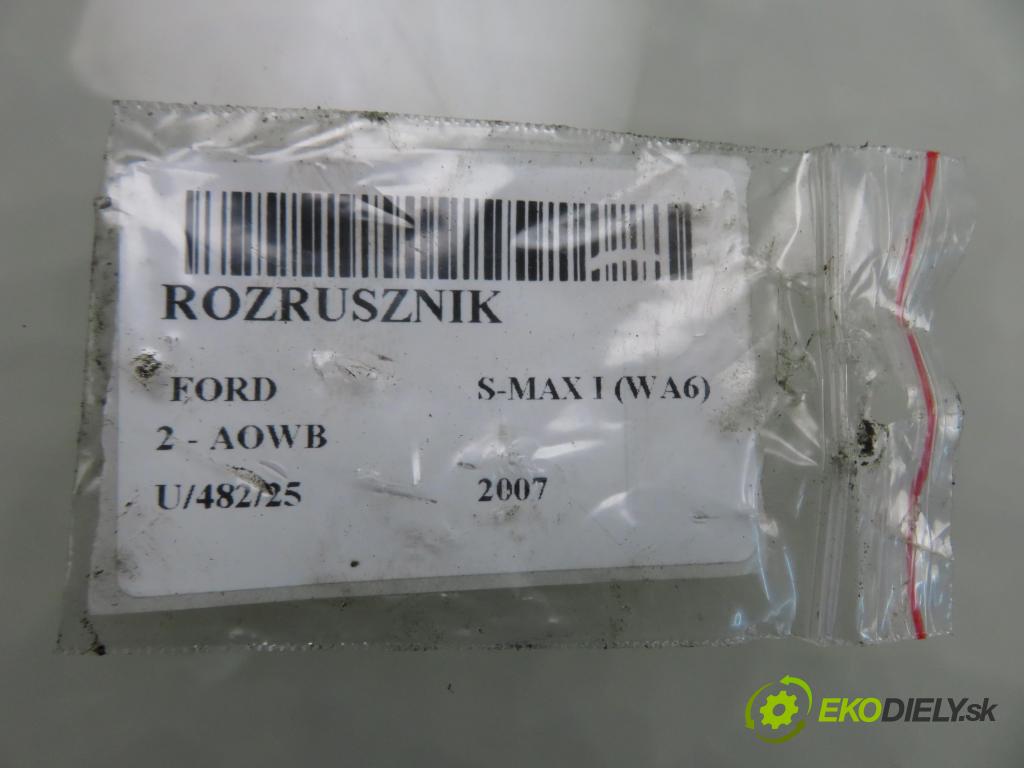 ROZRUSZNIK
FORD S-MAX I (WA6)
2 - AOWB
U/482/25 2007
EKODIELY.sk